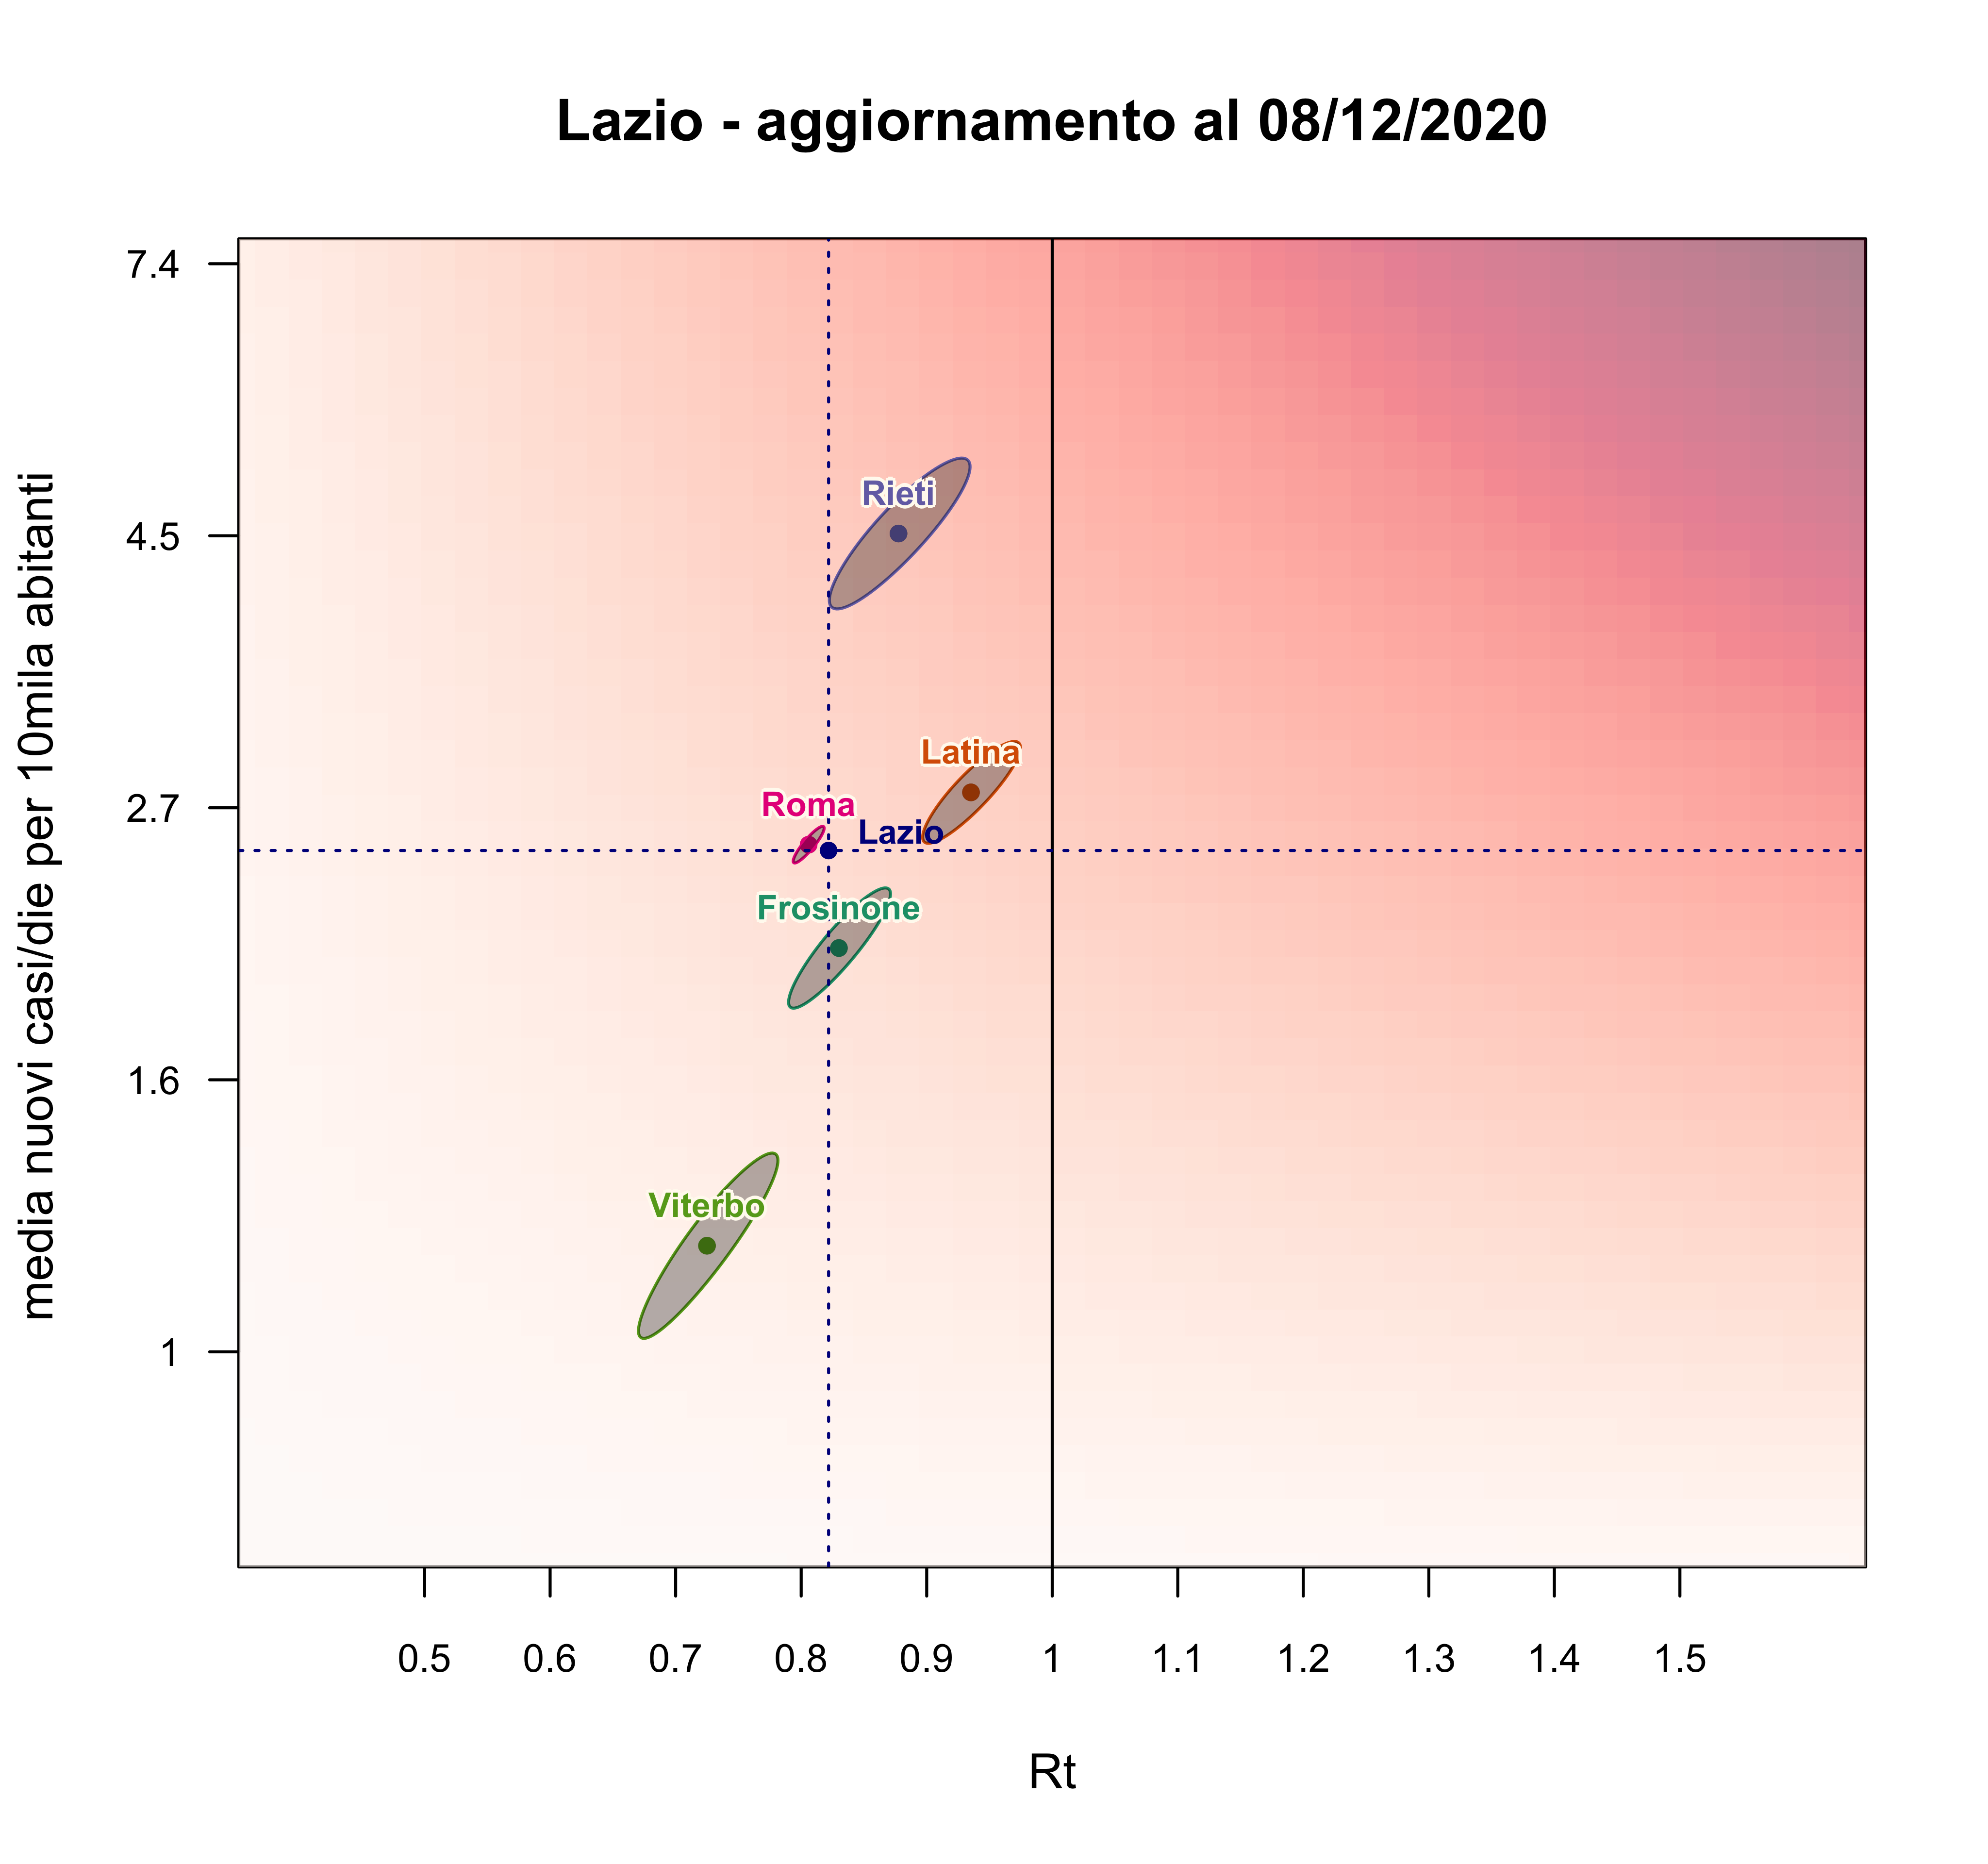 Lazio - aggiornamento al 08/12/2020
media nuovi casi/die per 10mila abitanti
7.4
4.5
2.7
1.6
1
Rieti
Latina
Roma
Lazio
Frosinone
Viterbo
0.5 0.6 0.7 0.8 0.9 1 1.1 1.2 1.3 1.4 1.5
Rt